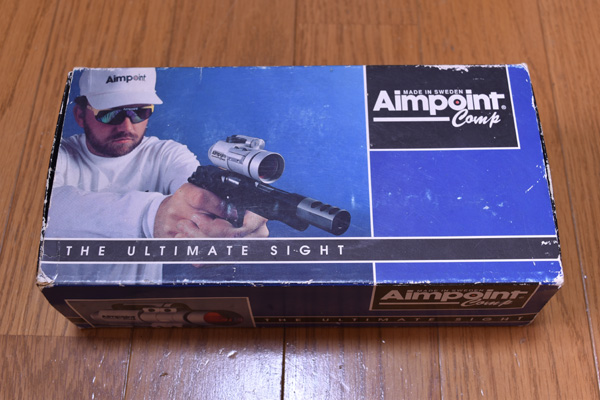 Aimpoint
MADE IN SWEDEN
Aimpoint®
Comp
THE ULTIMATE SIGHT
Aimpoint
Comp
THE ULTIMATE SIGHT